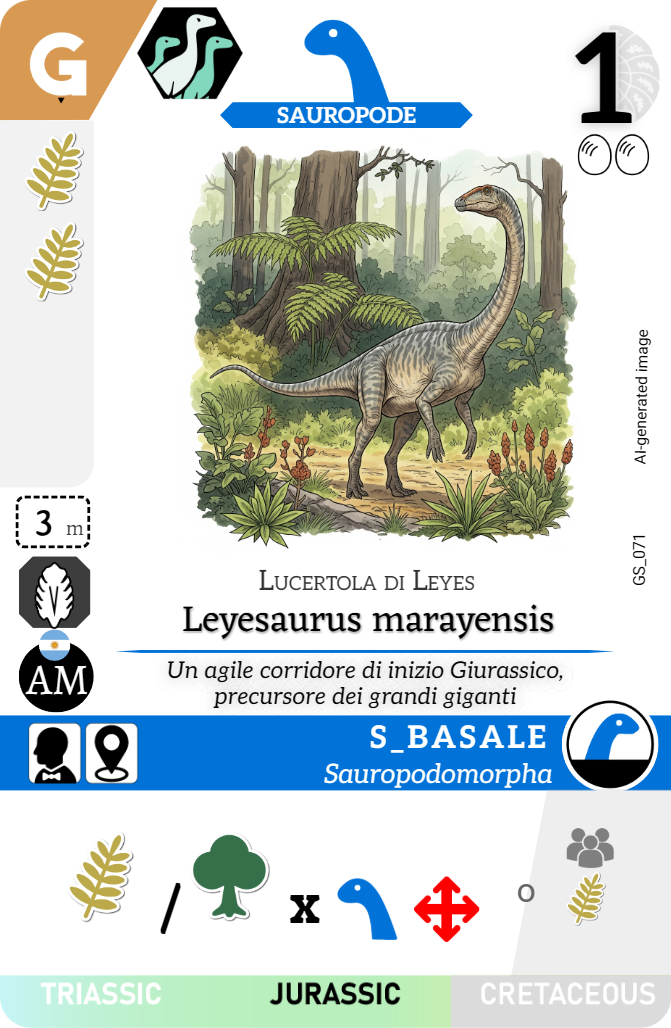 G
SAUROPODE
1
AI-generated image
GS_071
3 m
AM
Lucertola di Leyes
Leyesaurus marayensis
Un agile corridore di inizio Giurassico,
precursore dei grandi giganti
S_BASALE
Sauropodomorpha
/ x o
TRIASSIC JURASSIC CRETACEOUS